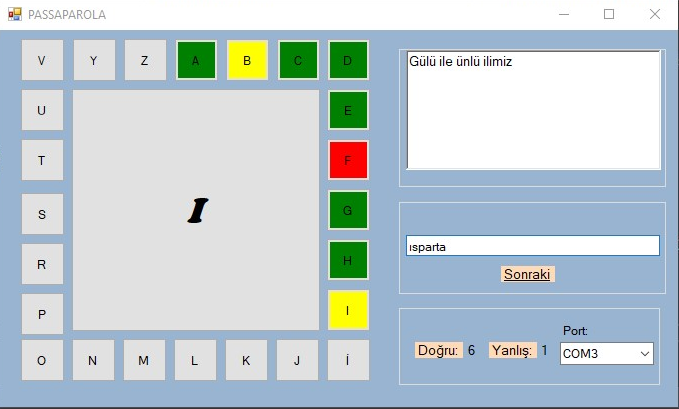 PASSAPAROLA
V Y Z A B C D
U E
T F
S G
R H
P I
O N M L K J İ
I
Gülü ile ünlü ilimiz
ısparta
Sonraki
Port:
Doğru: 6 Yanlış: 1 COM3